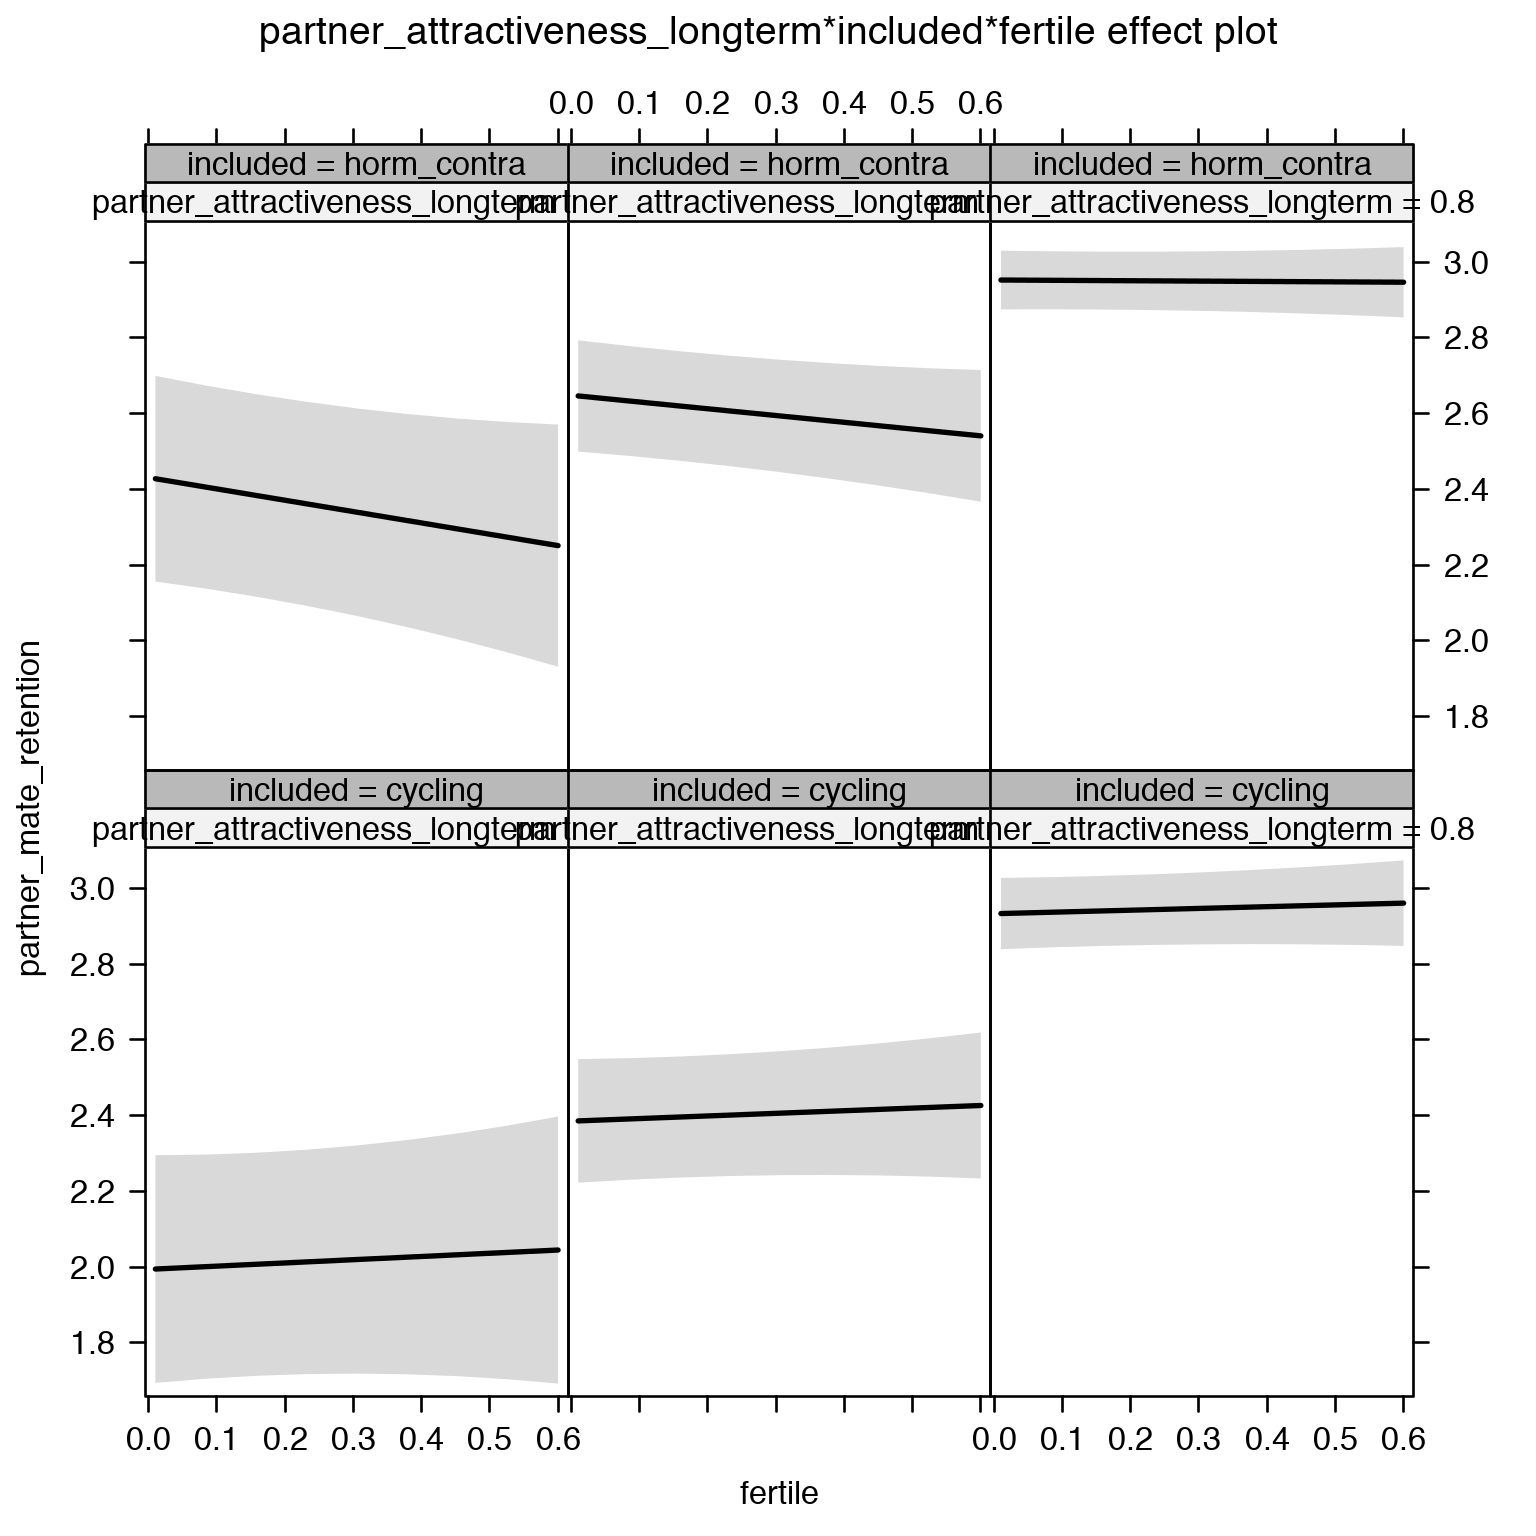 partner_attractiveness_longterm*included*fertile effect plot
0.0 0.1 0.2 0.3 0.4 0.5 0.6
included = horm_contra included = horm_contra included = horm_contra
partner_attractiveness_longterm partner_attractiveness_longterm partner_attractiveness_longterm = 0.8
3.0
2.8
2.6
2.4
2.2
2.0
1.8
partner_mate_retention
included = cycling included = cycling included = cycling
partner_attractiveness_longterm partner_attractiveness_longterm partner_attractiveness_longterm = 0.8
3.0
2.8
2.6
2.4
2.2
2.0
1.8
0.0 0.1 0.2 0.3 0.4 0.5 0.6 0.0 0.1 0.2 0.3 0.4 0.5 0.6
fertile